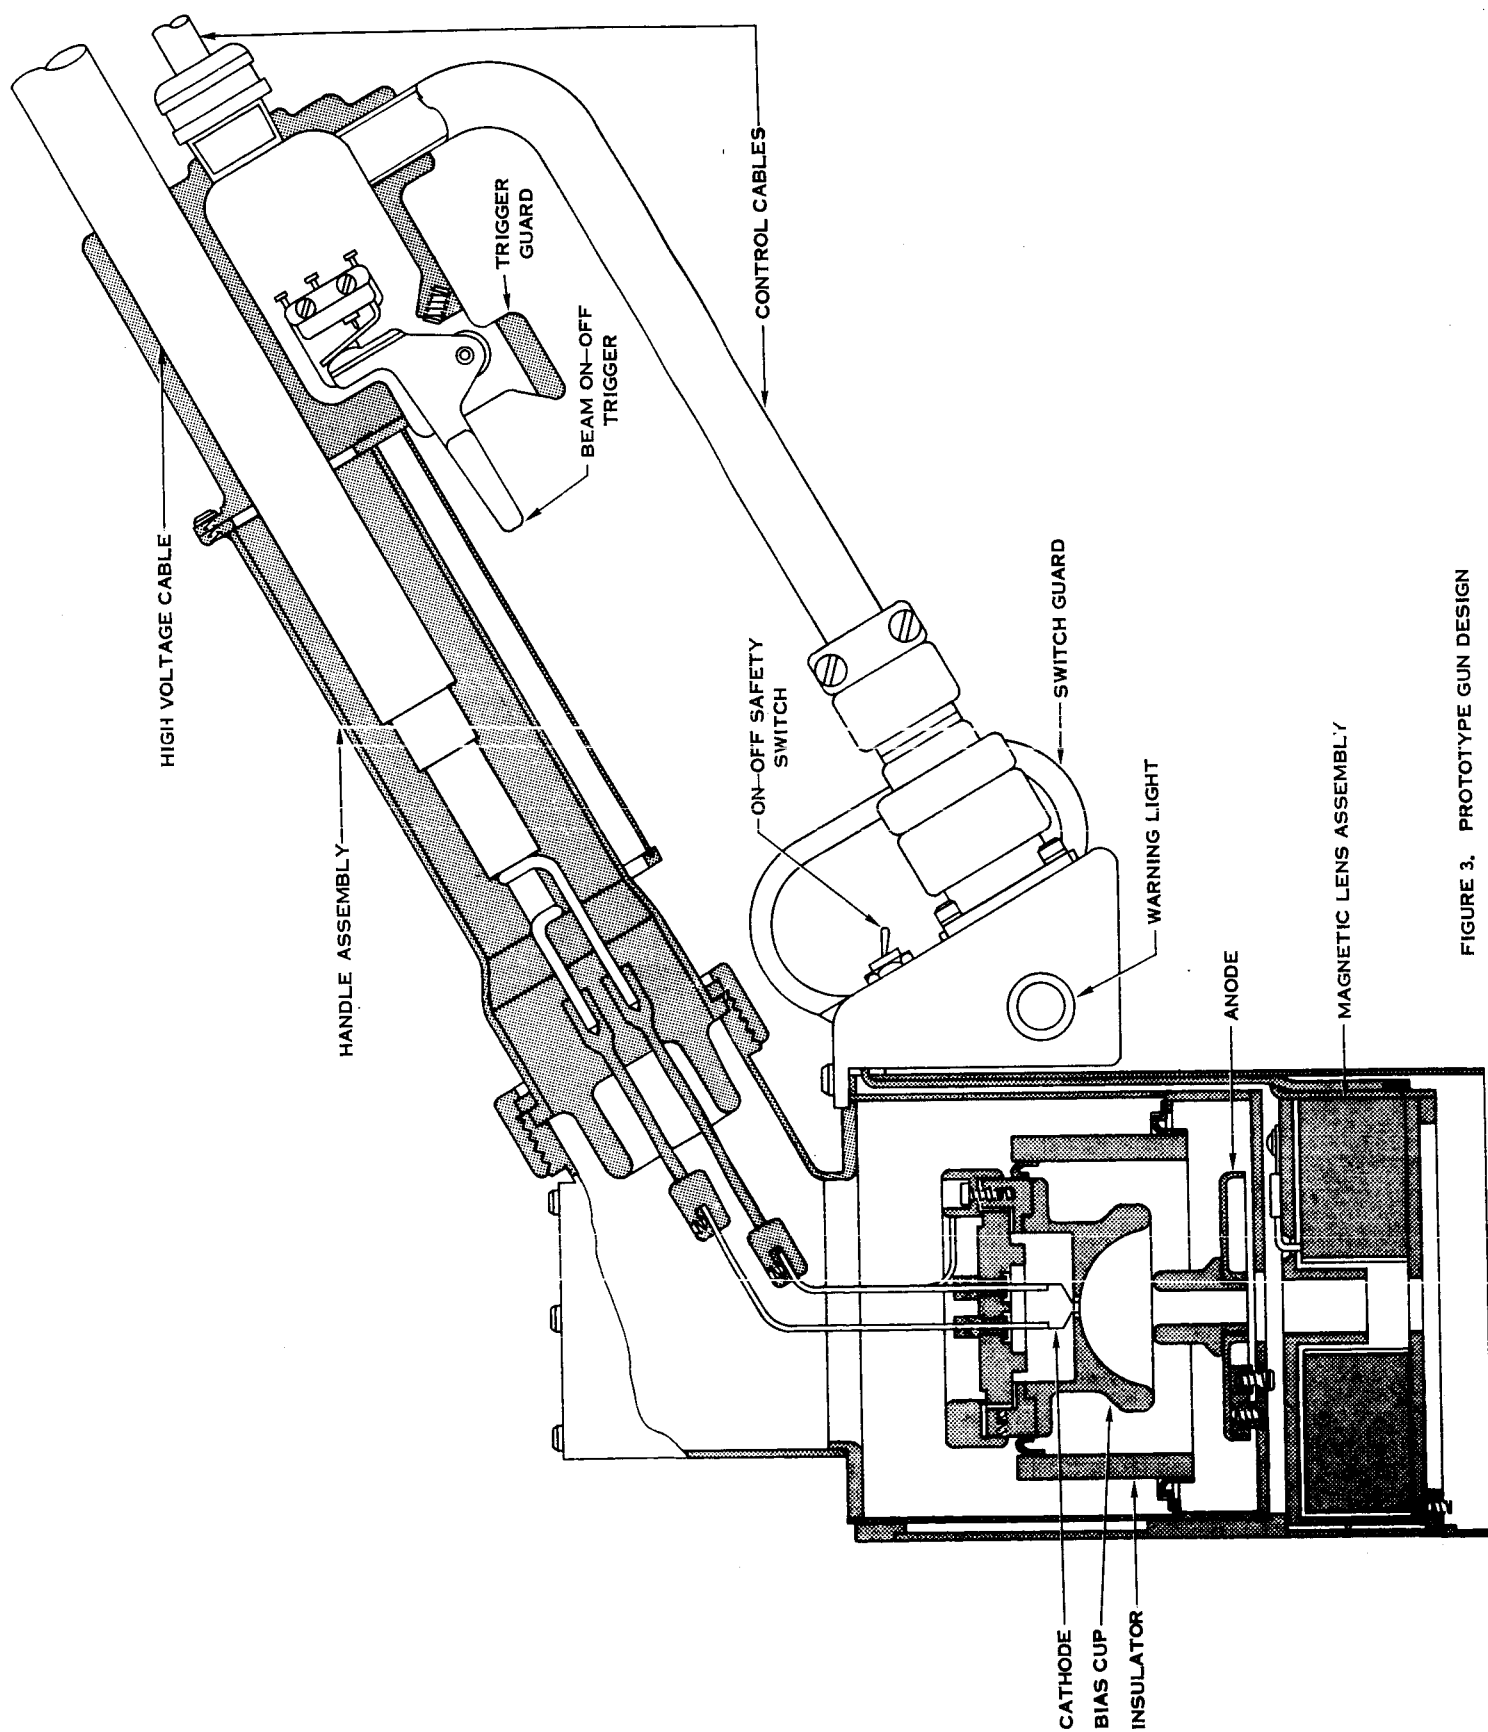 HIGH VOLTAGE CABLE
HANDLE ASSEMBLY
TRIGGER
GUARD
BEAM ON-OFF
TRIGGER
CONTROL CABLES
ON-OFF SAFETY
SWITCH
SWITCH GUARD
WARNING LIGHT
ANODE
MAGNETIC LENS ASSEMBLY
CATHODE
BIAS CUP
INSULATOR
FIGURE 3. PROTOTYPE GUN DESIGN